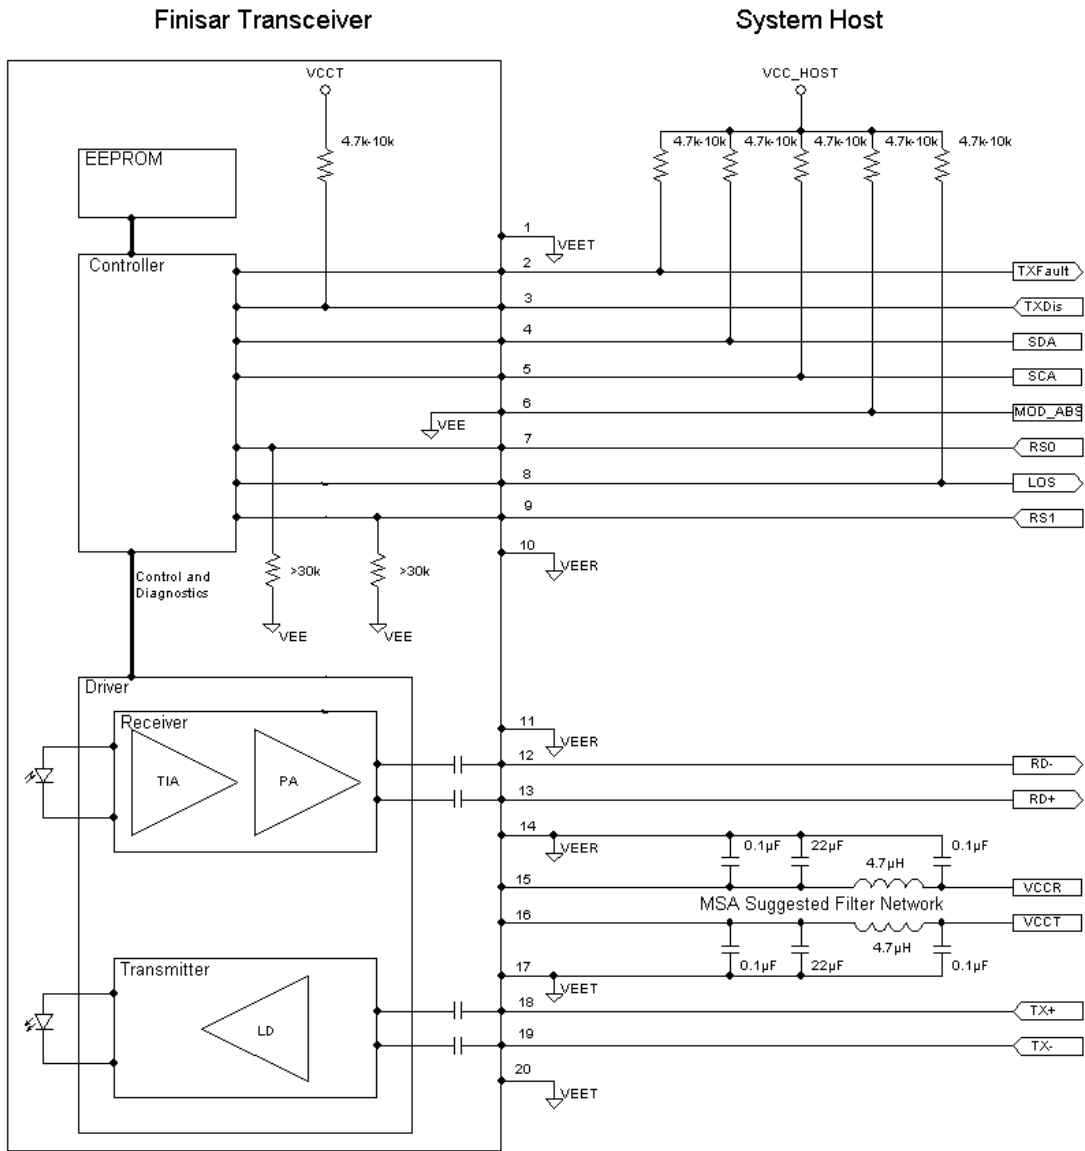 Finisar Transceiver
System Host
VCCT
VCC_HOST
4.7k-10k
4.7k-10k
4.7k-10k
4.7k-10k
4.7k-10k
4.7k-10k
EEPROM
1
VEET
Controller
2
TXFault
3
TXDis
4
SDA
5
SCA
6
MOD_ABS
VEE
7
RS0
8
LOS
9
RS1
10
VEER
>30k
>30k
Control and
Diagnostics
VEE
VEE
Driver
Receiver
11
VEER
12
RD-
TIA
PA
13
RD+
14
VEER
0.1µF
22µF
0.1µF
4.7µH
15
VCCR
MSA Suggested Filter Network
16
VCCT
4.7µH
0.1µF
22µF
0.1µF
Transmitter
17
VEET
18
TX+
LD
19
TX-
20
VEET